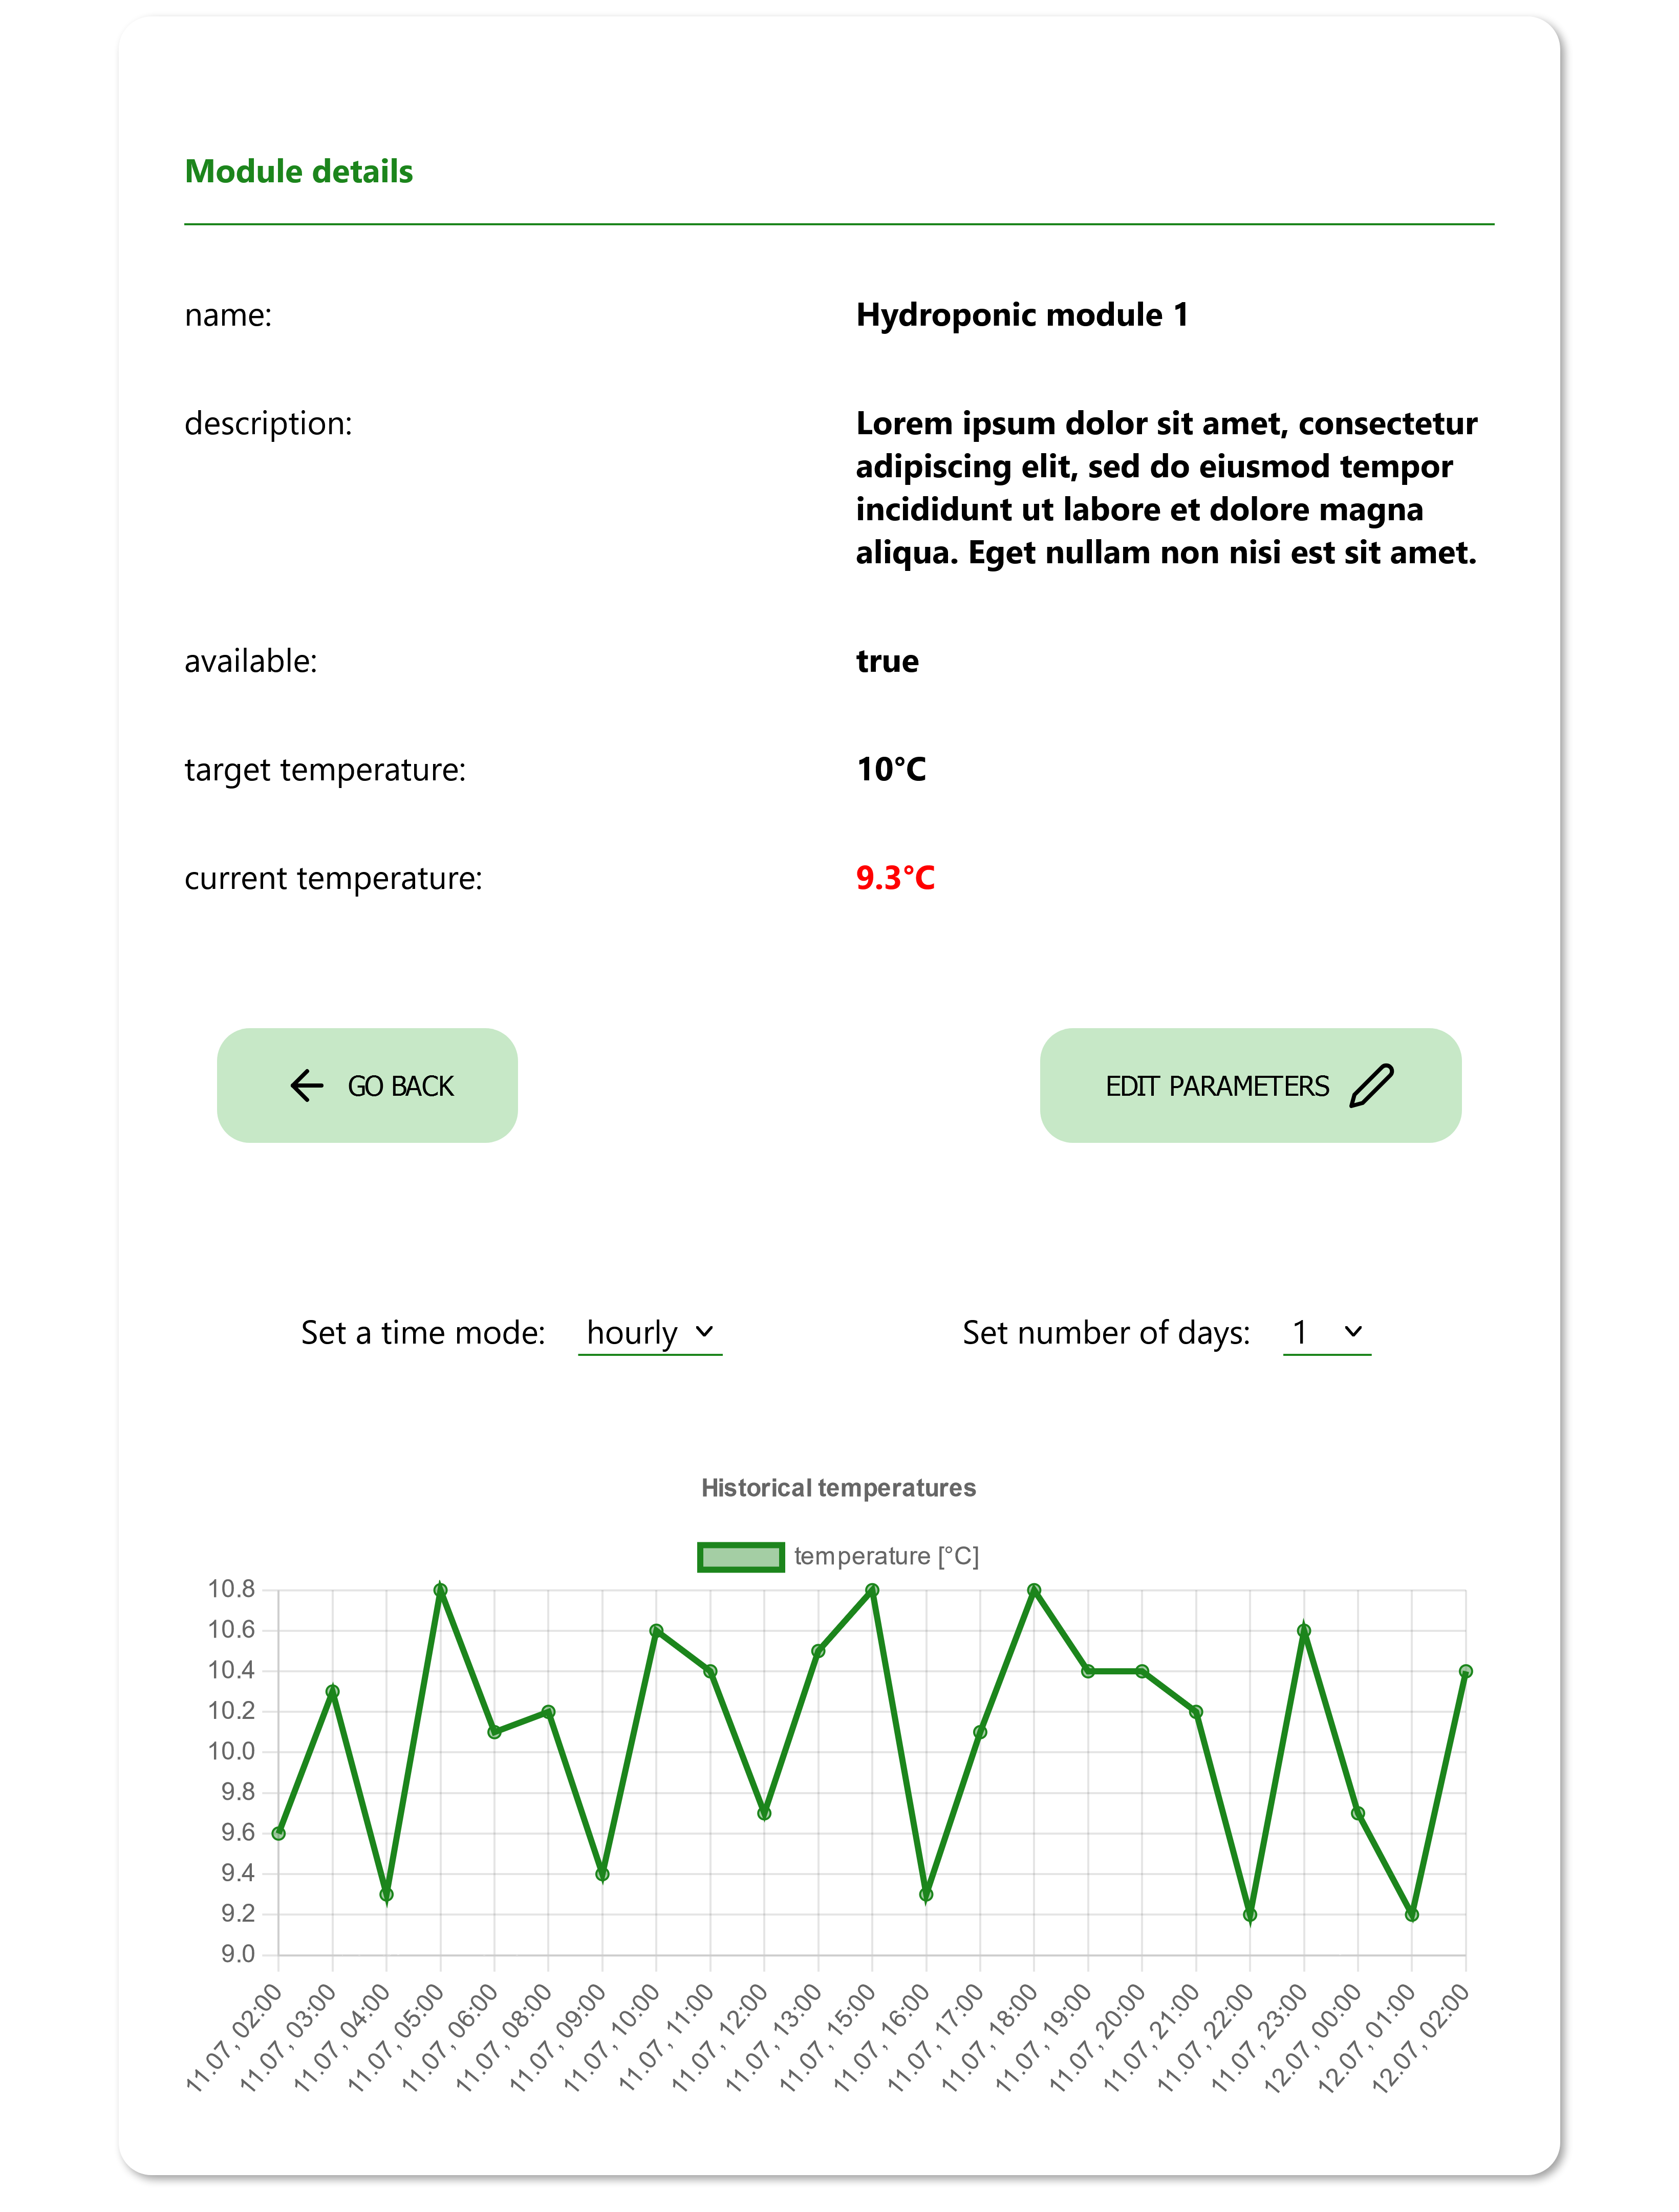 Module details
name:
Hydroponic module 1
description:
Lorem ipsum dolor sit amet, consectetur
adipiscing elit, sed do eiusmod tempor
incididunt ut labore et dolore magna
aliqua. Eget nullam non nisi est sit amet.
available:
true
target temperature:
10°C
current temperature:
9.3°C
GO BACK
EDIT PARAMETERS
Set a time mode:
hourly
Set number of days:
1
Historical temperatures
temperature [°C]
10.8
10.6
10.4
10.2
10.0
9.8
9.6
9.4
9.2
9.0
11.07, 02:00
11.07, 03:00
11.07, 04:00
11.07, 05:00
11.07, 06:00
11.07, 08:00
11.07, 09:00
11.07, 10:00
11.07, 11:00
11.07, 12:00
11.07, 13:00
11.07, 15:00
11.07, 16:00
11.07, 17:00
11.07, 18:00
11.07, 19:00
11.07, 20:00
11.07, 21:00
11.07, 22:00
11.07, 23:00
12.07, 00:00
12.07, 01:00
12.07, 02:00